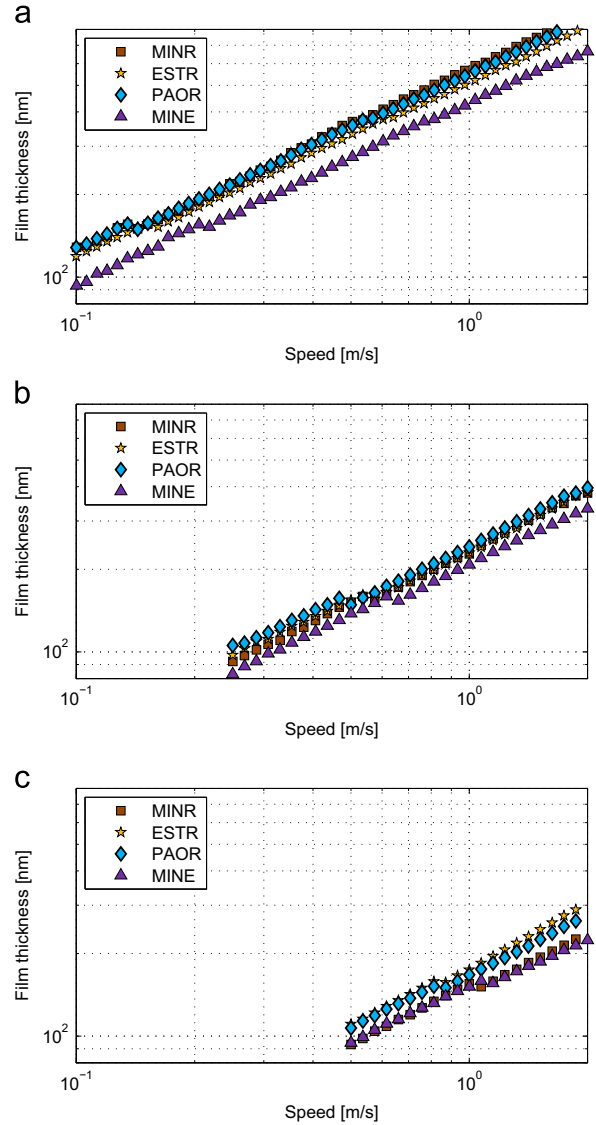 a
MINR
ESTR
PAOR
MINE
Film thickness [nm]
10²
10⁻¹
10⁰
Speed [m/s]
b
MINR
ESTR
PAOR
MINE
Film thickness [nm]
10²
10⁻¹
10⁰
Speed [m/s]
c
MINR
ESTR
PAOR
MINE
Film thickness [nm]
10²
10⁻¹
10⁰
Speed [m/s]